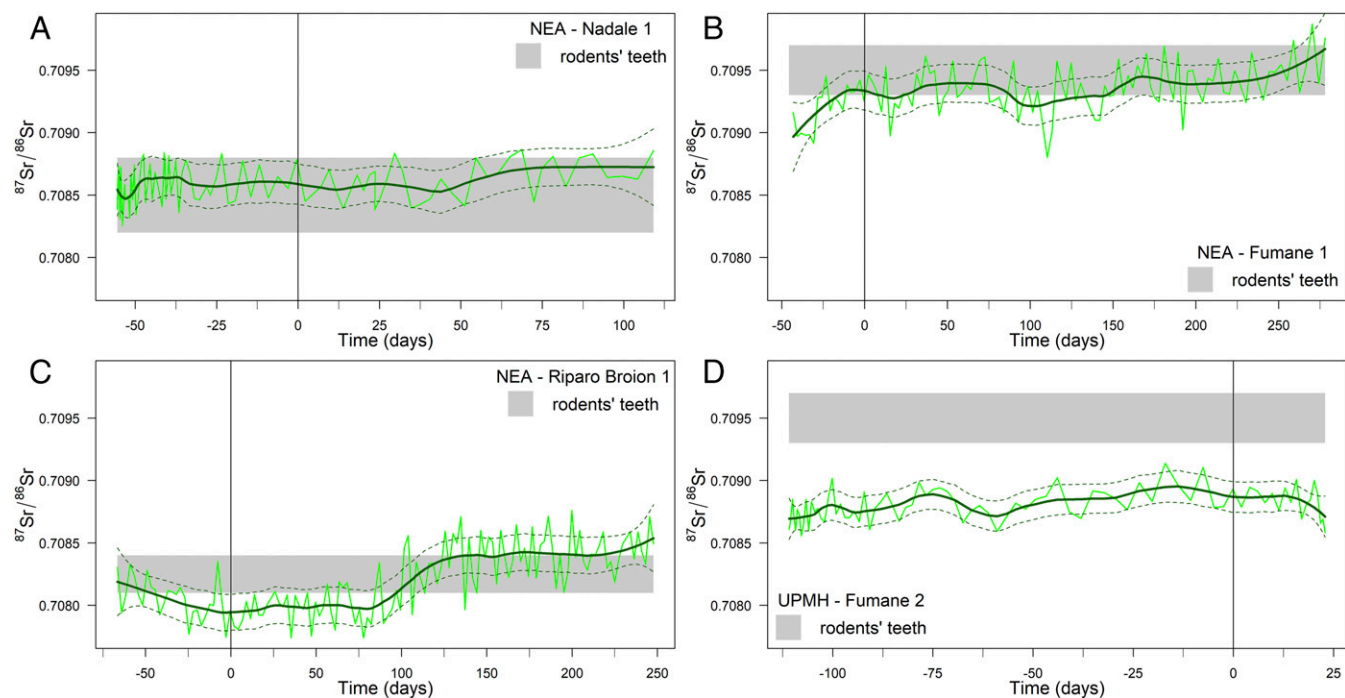 A
NEA - Nadale 1
rodents' teeth
0.7095
0.7090
0.7085
0.7080
87Sr/86Sr
-50
-25
0
25
50
75
100
Time (days)
B
NEA - Fumane 1
rodents' teeth
0.7095
0.7090
0.7085
0.7080
87Sr/86Sr
-50
0
50
100
150
200
250
Time (days)
C
NEA - Riparo Broion 1
rodents' teeth
0.7095
0.7090
0.7085
0.7080
87Sr/86Sr
-50
0
50
100
150
200
250
Time (days)
D
UPMH - Fumane 2
rodents' teeth
0.7095
0.7090
0.7085
0.7080
87Sr/86Sr
-100
-75
-50
-25
0
25
Time (days)